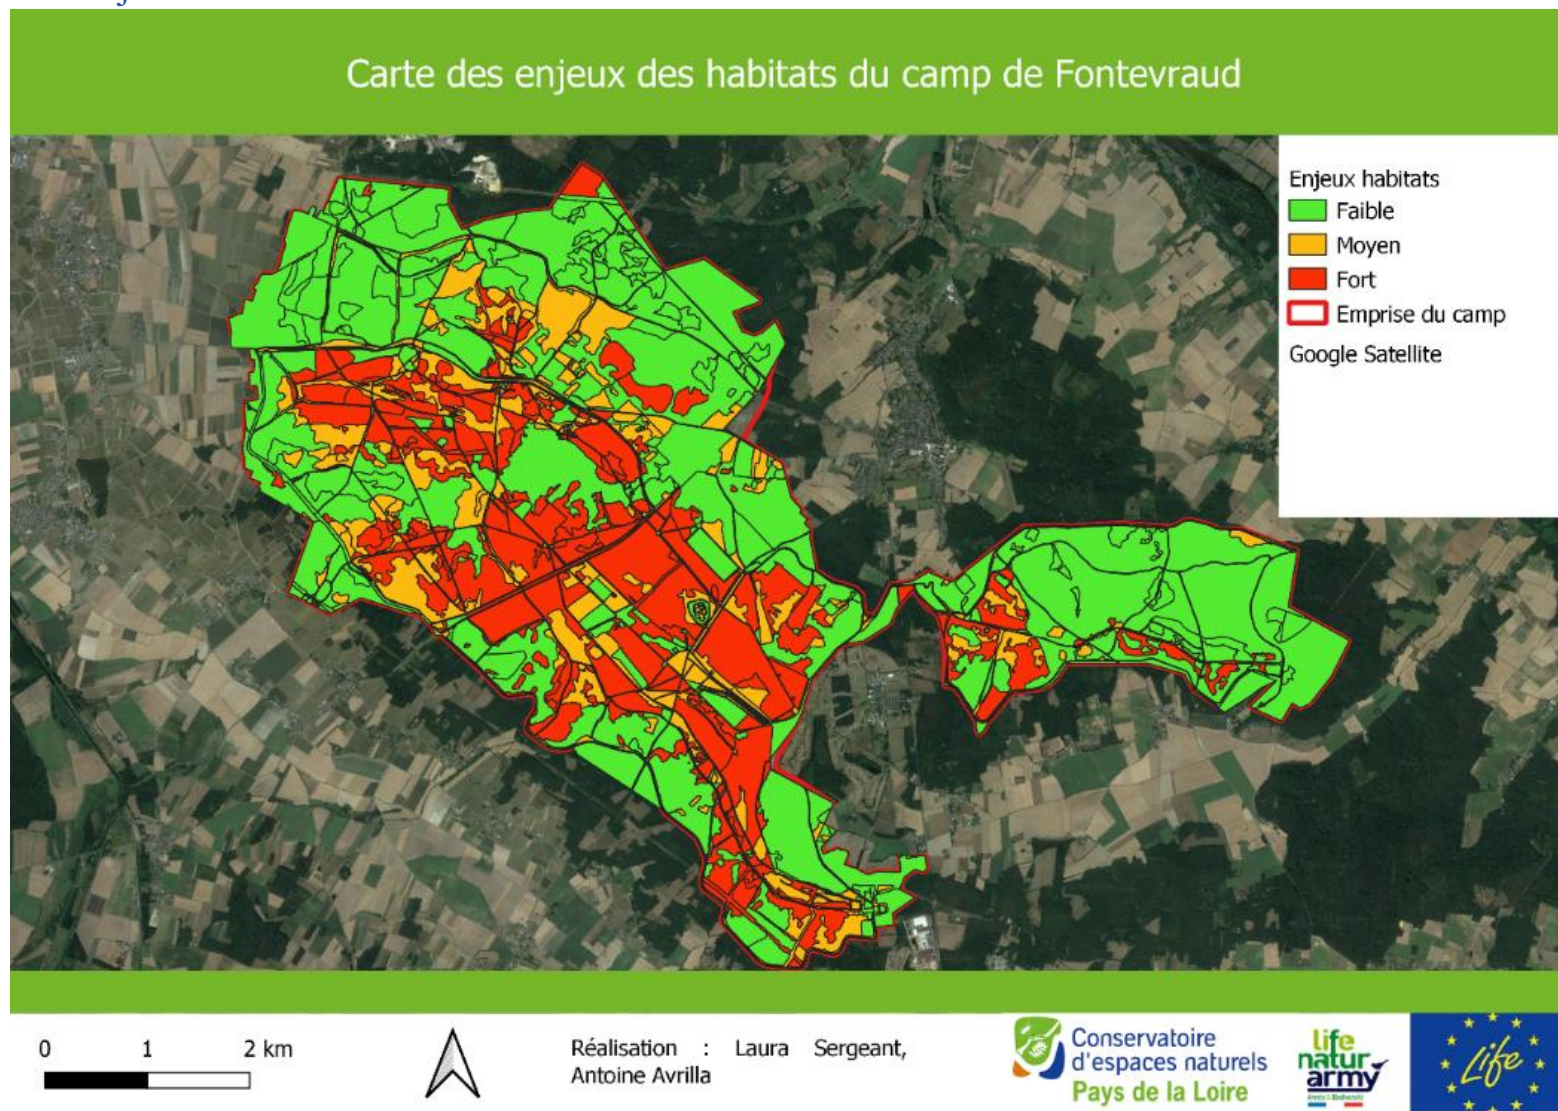 Carte des enjeux des habitats du camp de Fontevraud
Enjeux habitats
Faible
Moyen
Fort
Emprise du camp
Google Satellite
0 1 2 km
Réalisation : Laura Sergeant,
Antoine Avrilla
Conservatoire
d'espaces naturels
Pays de la Loire
life
natur
army
Armée & Biodiversité
Life